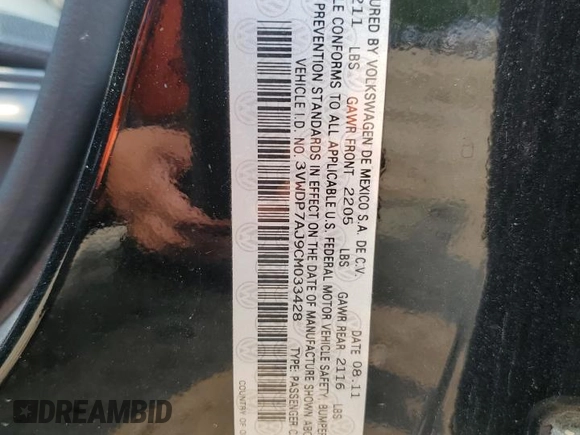 URED BY VOLKSWAGEN DE MEXICO S.A. DE C.V. DATE 08.11
211 LBS GAWR FRONT 2205 LBS GAWR REAR 2116 LBS
LE CONFORMS TO ALL APPLICABLE U.S. FEDERAL MOTOR VEHICLE SAFETY, BUMPER
PREVENTION STANDARDS IN EFFECT ON THE DATE OF MANUFACTURE SHOWN ABO
VEHICLE I.D. NO. 3VWDP7AJ9CM033428 TYPE: PASSENGER C
COUNTRY OF O
DREAMBID